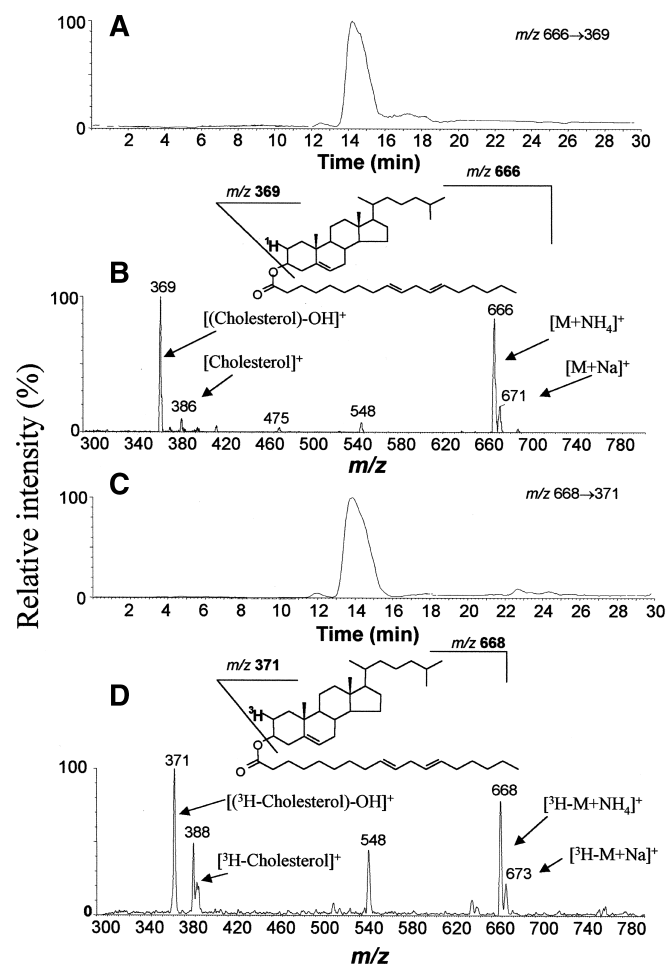 A
m/z 666→369
100
0
2 4 6 8 10 12 14 16 18 20 22 24 26 28 30
Time (min)
m/z 369
m/z 666
¹H
O
O
B
100
369
666
[(Cholesterol)-OH]⁺
[M+NH₄]⁺
[Cholesterol]⁺
[M+Na]⁺
386
475
548
671
0
300 340 380 420 460 500 540 580 620 660 700 740 780
m/z
Relative intensity (%)
C
m/z 668→371
100
0
2 4 6 8 10 12 14 16 18 20 22 24 26 28 30
Time (min)
m/z 371
m/z 668
³H
O
O
D
100
371
668
[(³H-Cholesterol)-OH]⁺
[³H-M+NH₄]⁺
388
548
[³H-Cholesterol]⁺
[³H-M+Na]⁺
673
0
300 340 380 420 460 500 540 580 620 660 700 740 780
m/z